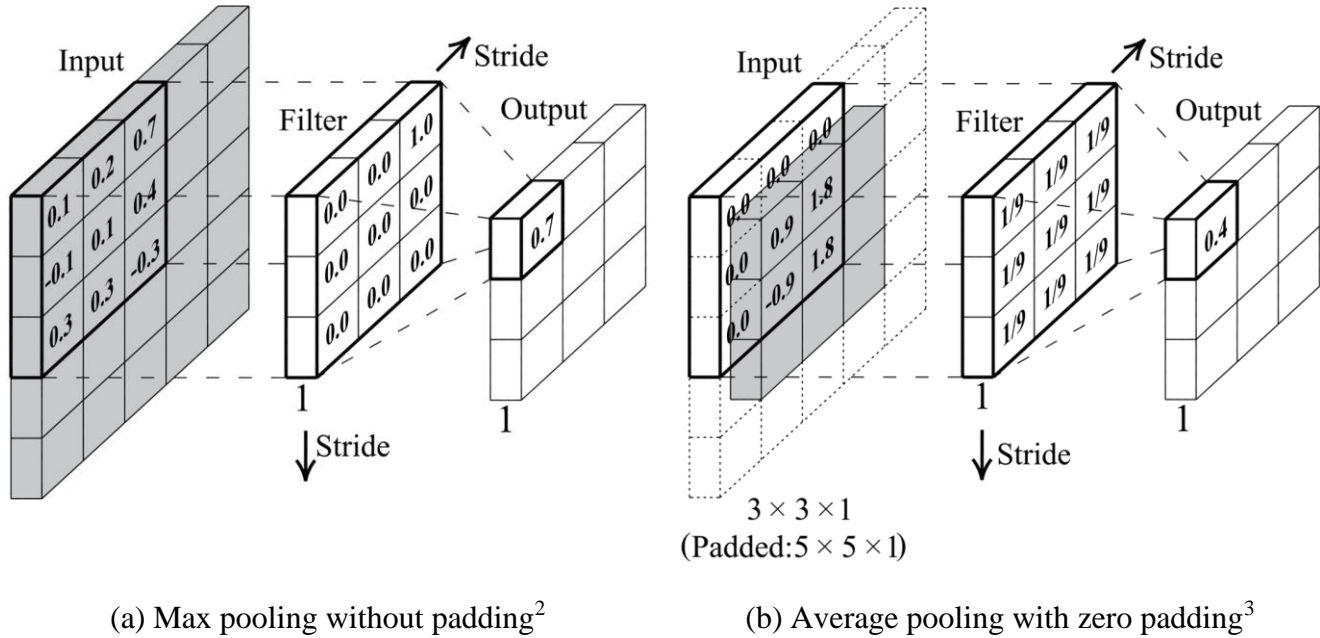 Input
Stride
Filter
Output
0.1 0.2 0.7
-0.1 0.1 0.4
0.3 0.3 -0.3
0.0 0.0 1.0
0.0 0.0 0.0
0.0 0.0 0.0
0.7
1
1
Stride
(a) Max pooling without padding²
Input
Stride
Filter
Output
0.0 0.0 0.0
0.0 0.9 1.8
0.0 -0.9 1.8
1/9 1/9 1/9
1/9 1/9 1/9
1/9 1/9 1/9
0.4
1
1
Stride
3 × 3 × 1
(Padded:5 × 5 × 1)
(b) Average pooling with zero padding³